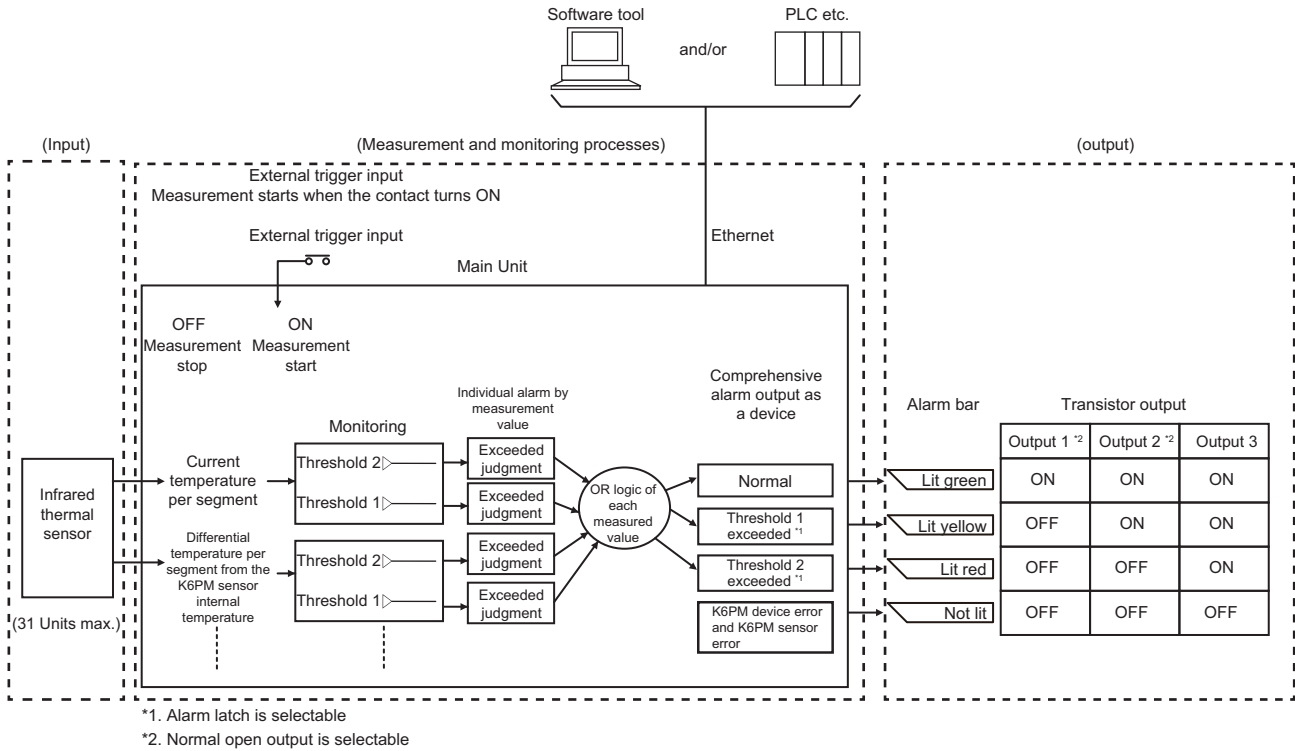 Software tool
and/or
PLC etc.
(Input)
(Measurement and monitoring processes)
(output)
External trigger input
Measurement starts when the contact turns ON
External trigger input
Ethernet
Main Unit
OFF
Measurement
stop
ON
Measurement
start
Infrared
thermal
sensor
(31 Units max.)
Current
temperature
per segment
Differential
temperature per
segment from the
K6PM sensor
internal
temperature
Monitoring
Threshold 2
Threshold 1
Threshold 2
Threshold 1
Individual alarm by
measurement
value
Exceeded
judgment
Exceeded
judgment
Exceeded
judgment
Exceeded
judgment
OR logic of
each
measured
value
Comprehensive
alarm output as
a device
Normal
Threshold 1
exceeded *1
Threshold 2
exceeded *1
K6PM device error
and K6PM sensor
error
Alarm bar
Lit green
Lit yellow
Lit red
Not lit
Transistor output
Output 1 *2 Output 2 *2 Output 3
ON ON ON
OFF ON ON
OFF OFF ON
OFF OFF OFF
*1. Alarm latch is selectable
*2. Normal open output is selectable